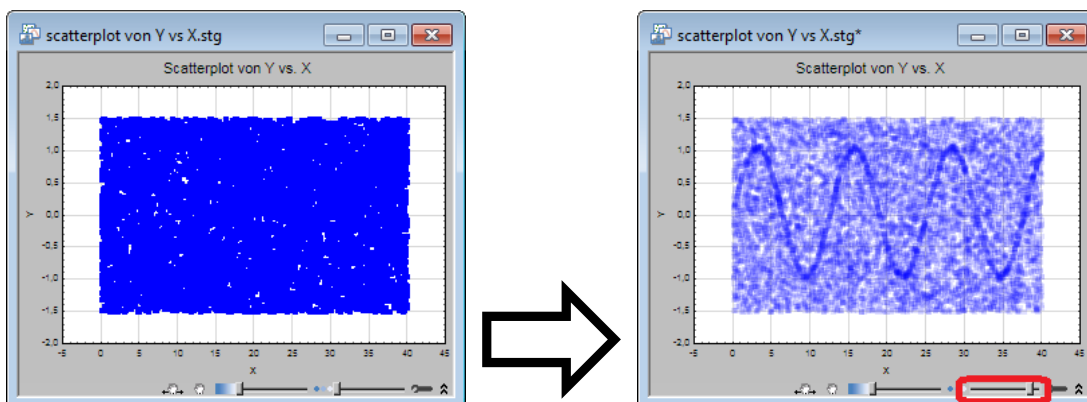 scatterplot von Y vs X.stg
Scatterplot von Y vs. X
2,0
1,5
1,0
0,5
0,0
-0,5
-1,0
-1,5
-2,0
Y
-5 0 5 10 15 20 25 30 35 40 45
X
scatterplot von Y vs X.stg*
Scatterplot von Y vs. X
2,0
1,5
1,0
0,5
0,0
-0,5
-1,0
-1,5
-2,0
Y
-5 0 5 10 15 20 25 30 35 40 45
X